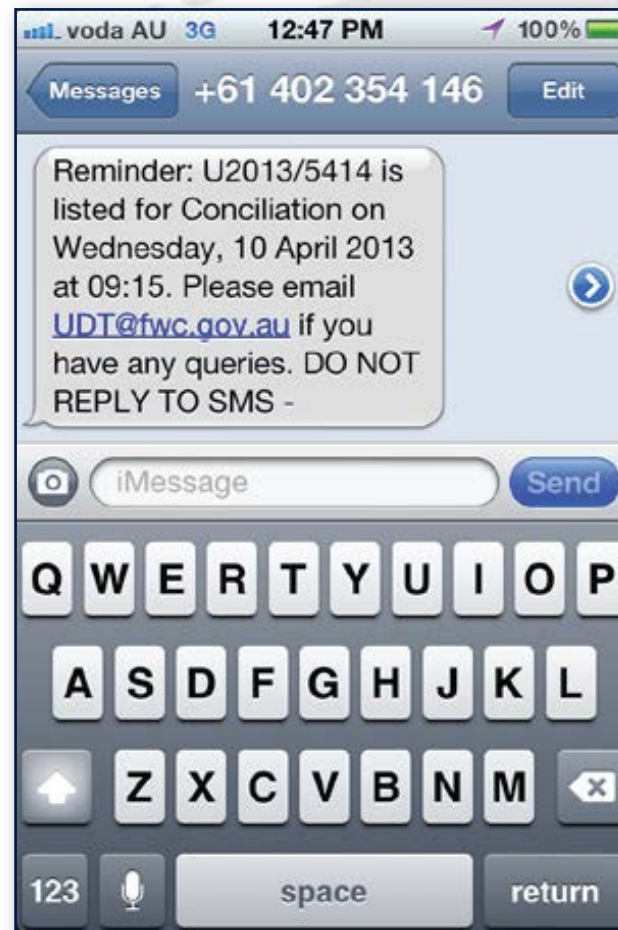 voda AU 3G 12:47 PM 100%
Messages +61 402 354 146 Edit
Reminder: U2013/5414 is
listed for Conciliation on
Wednesday, 10 April 2013
at 09:15. Please email
UDT@fwc.gov.au if you
have any queries. DO NOT
REPLY TO SMS -
iMessage Send
Q W E R T Y U I O P
A S D F G H J K L
Z X C V B N M
123 space return